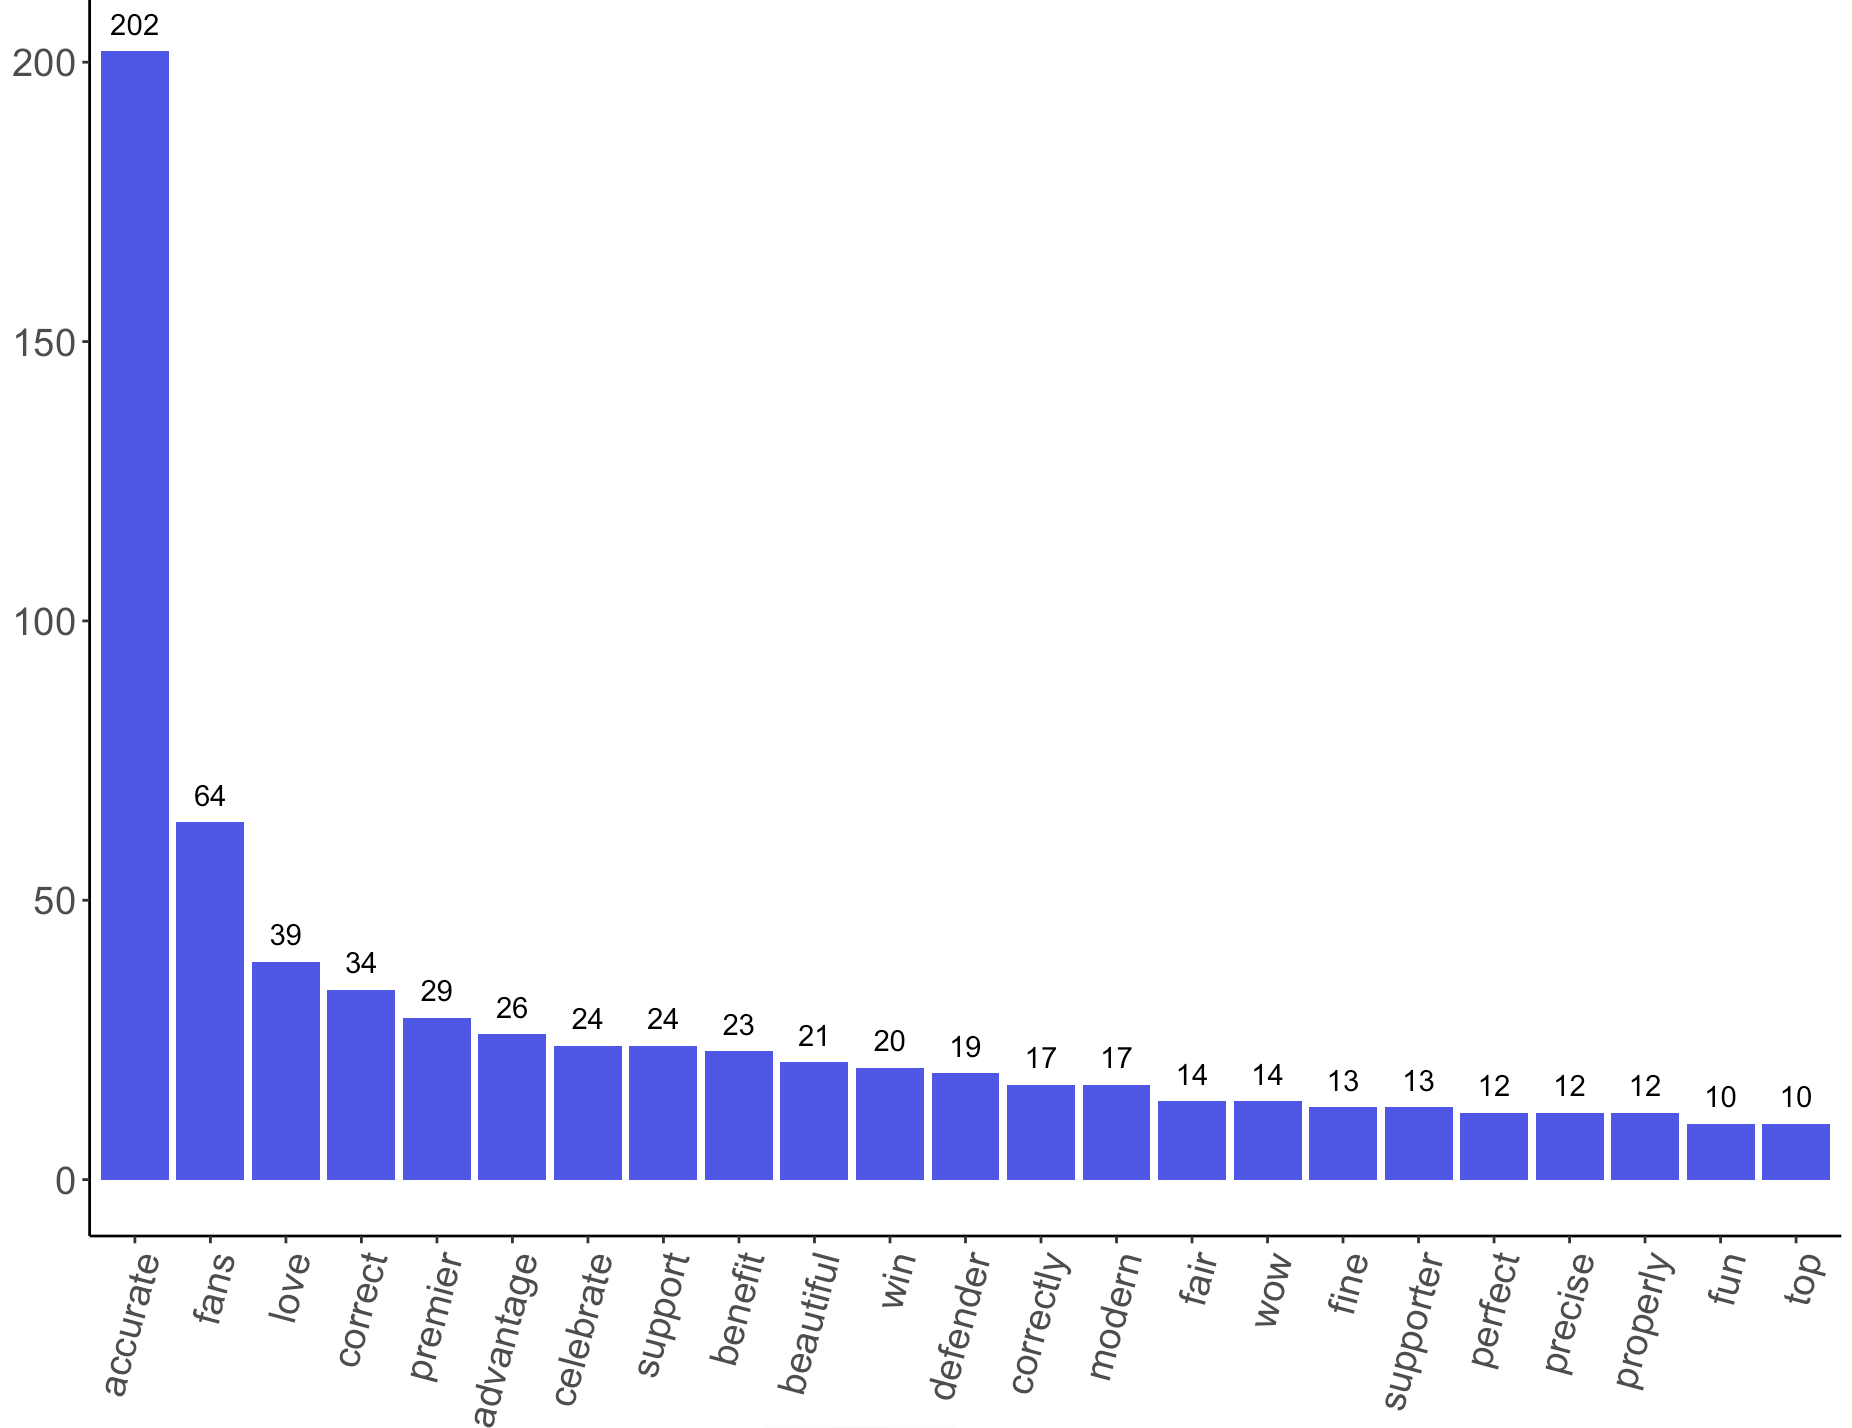 200
150
100
50
0
202
64
39
34
29
26
24
24
23
21
20
19
17
17
14
14
13
13
12
12
12
10
10
accurate
fans
love
correct
premier
advantage
celebrate
support
benefit
beautiful
win
defender
correctly
modern
fair
wow
fine
supporter
perfect
precise
properly
fun
top